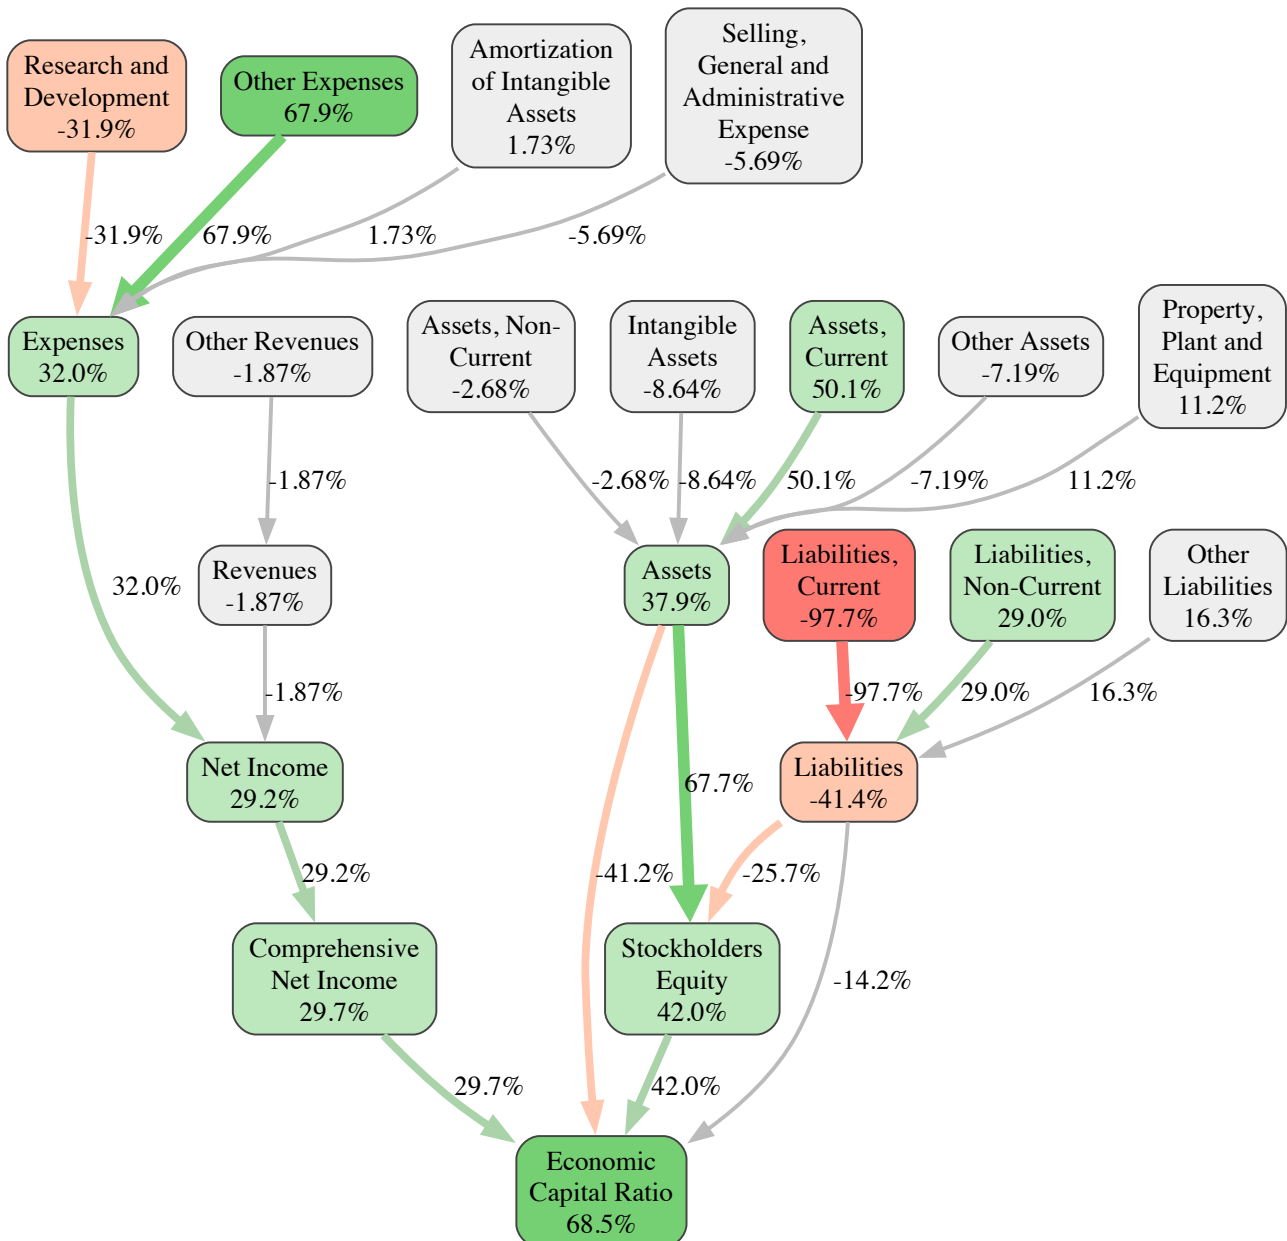 Research and
Development
-31.9%
Other Expenses
67.9%
Amortization
of Intangible
Assets
1.73%
Selling,
General and
Administrative
Expense
-5.69%
-31.9%
67.9%
1.73%
-5.69%
Expenses
32.0%
Other Revenues
-1.87%
Assets, Non-
Current
-2.68%
Intangible
Assets
-8.64%
Assets,
Current
50.1%
Other Assets
-7.19%
Property,
Plant and
Equipment
11.2%
-1.87%
-2.68%
-8.64%
50.1%
-7.19%
11.2%
32.0%
Revenues
-1.87%
Assets
37.9%
Liabilities,
Current
-97.7%
Liabilities,
Non-Current
29.0%
Other
Liabilities
16.3%
-1.87%
-97.7%
29.0%
16.3%
Net Income
29.2%
67.7%
Liabilities
-41.4%
29.2%
-41.2%
-25.7%
Comprehensive
Net Income
29.7%
Stockholders
Equity
42.0%
-14.2%
29.7%
42.0%
Economic
Capital Ratio
68.5%